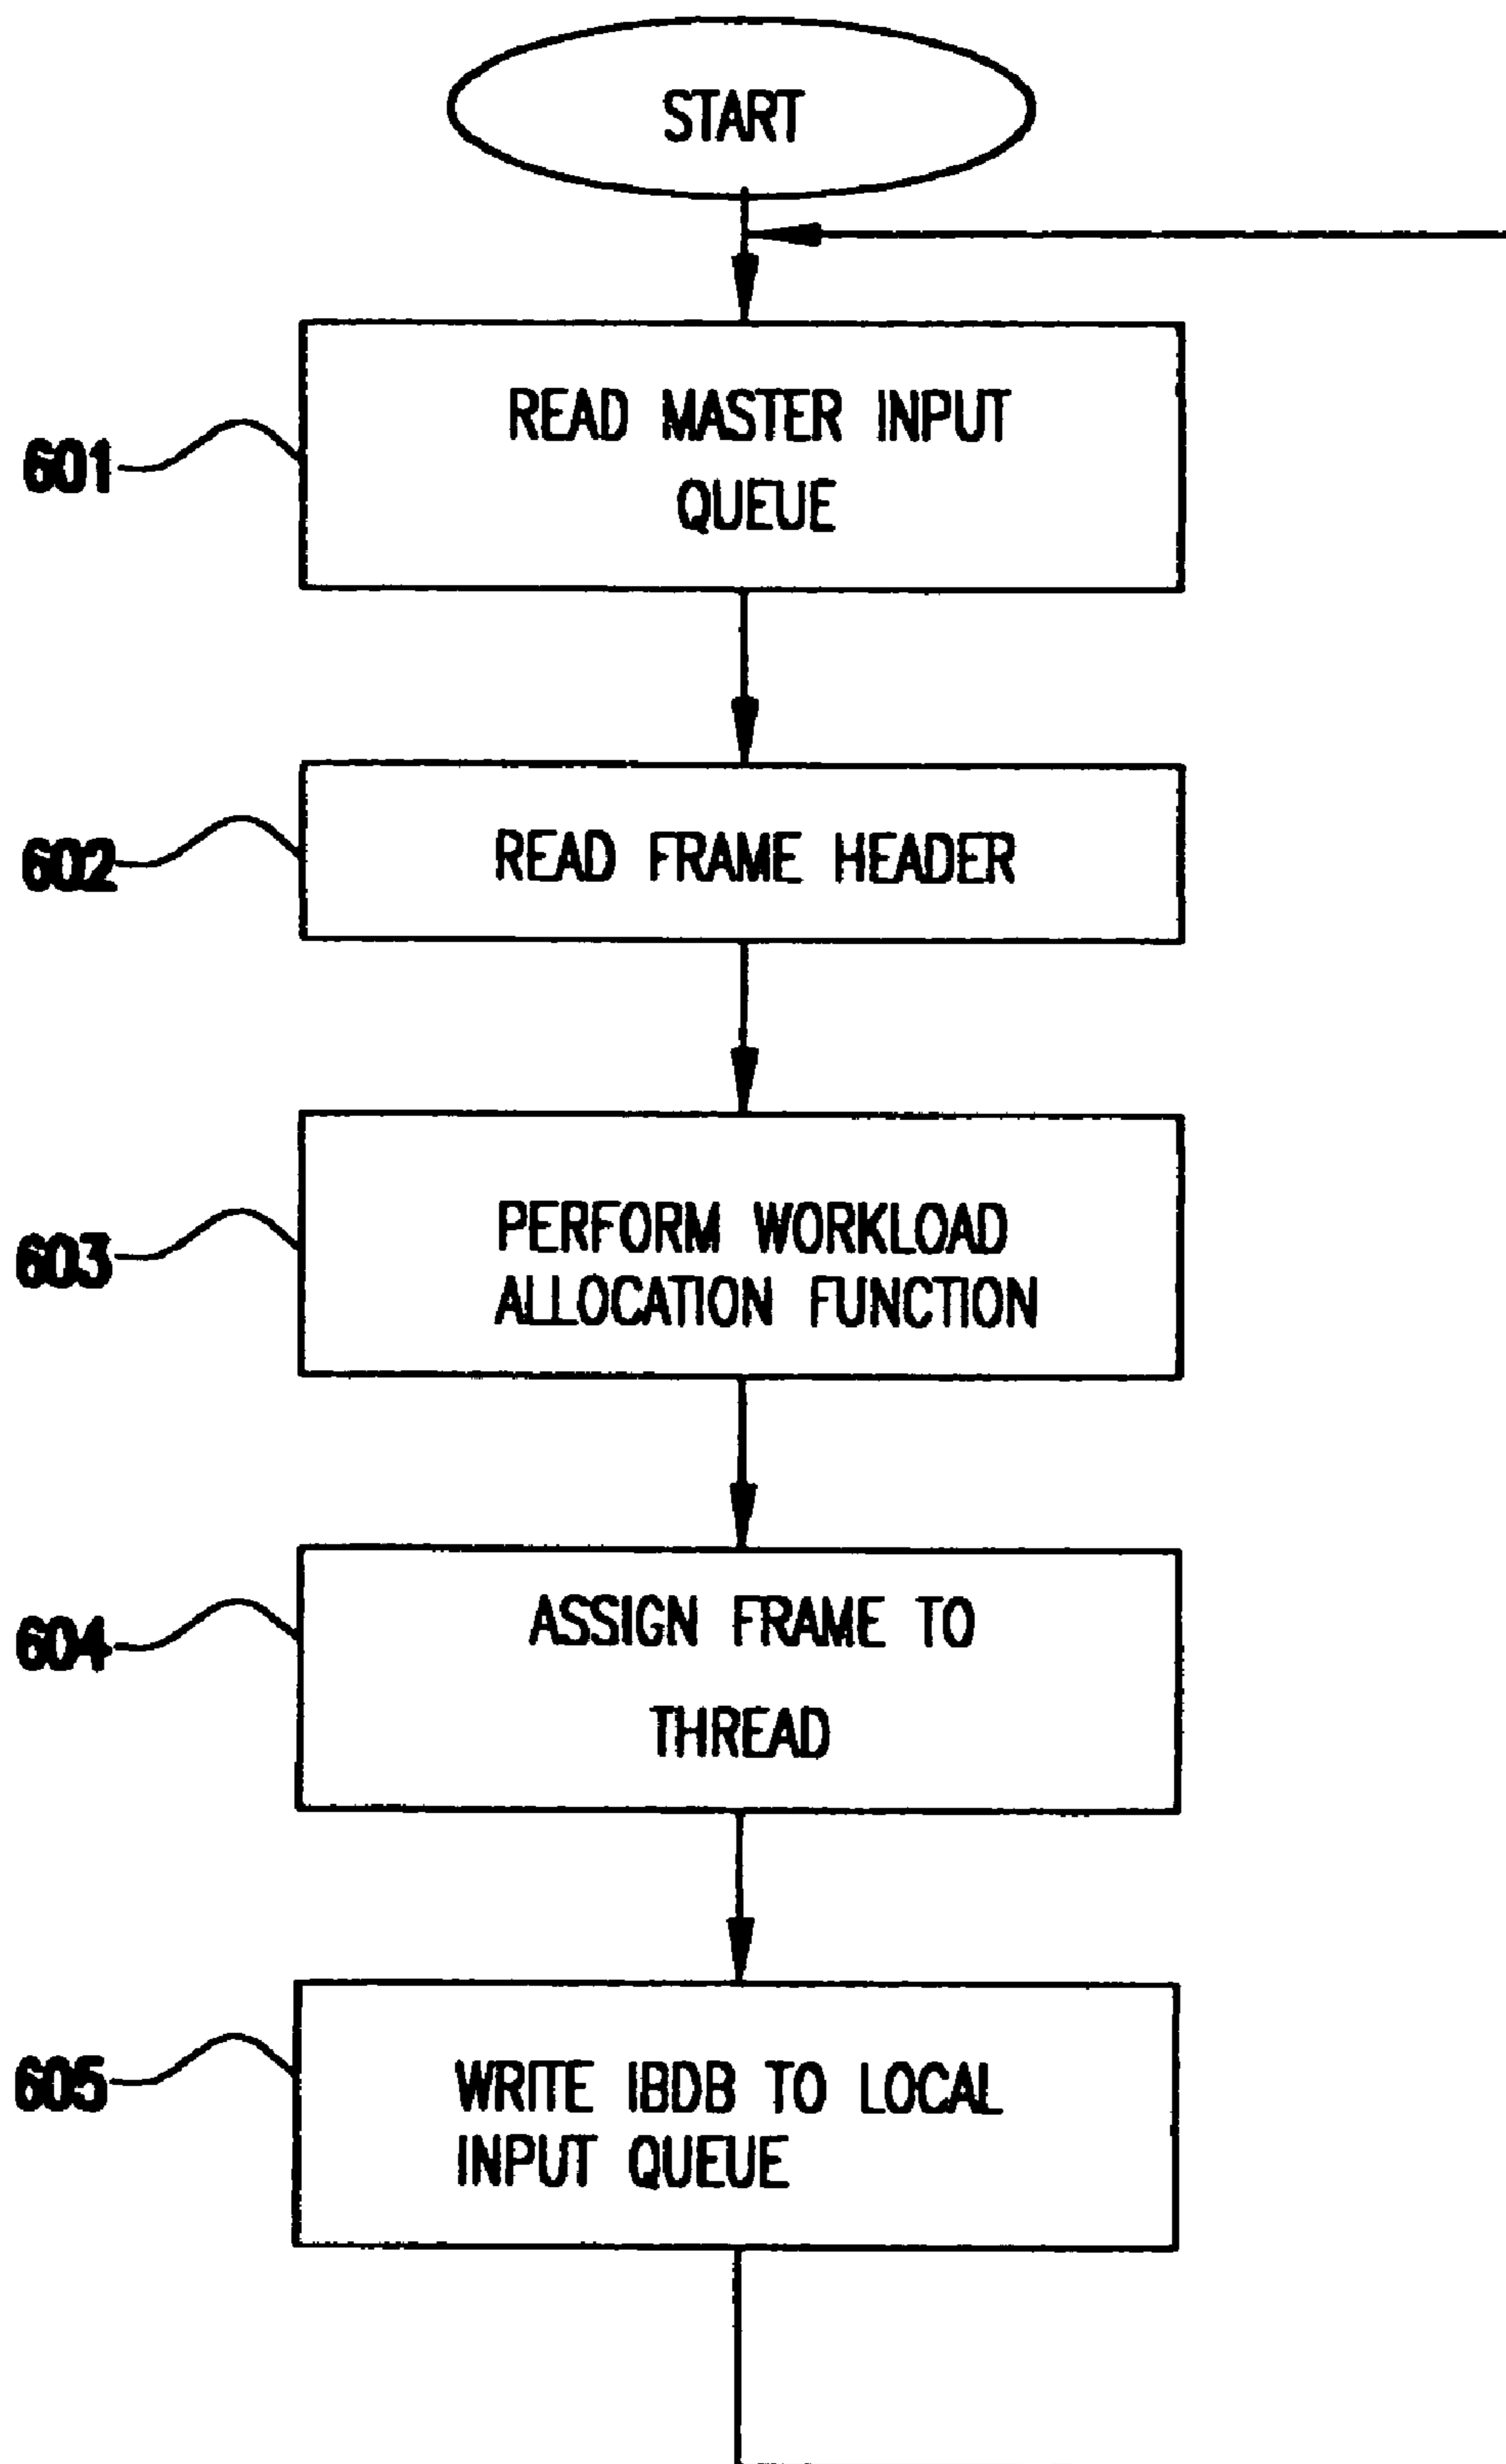 START
READ MASTER INPUT
QUEUE
601
READ FRAME HEADER
602
PERFORM WORKLOAD
ALLOCATION FUNCTION
603
ASSIGN FRAME TO
THREAD
604
WRITE IBDB TO LOCAL
INPUT QUEUE
605